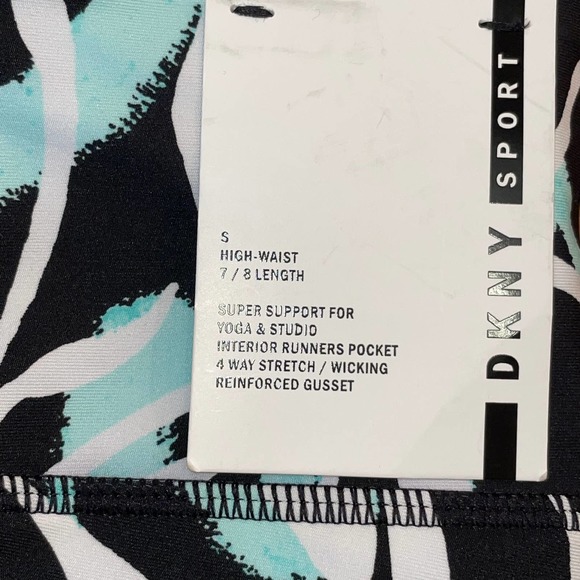 S
HIGH-WAIST
7 / 8 LENGTH
SUPER SUPPORT FOR
YOGA & STUDIO
INTERIOR RUNNERS POCKET
4 WAY STRETCH / WICKING
REINFORCED GUSSET
DKNY SPORT